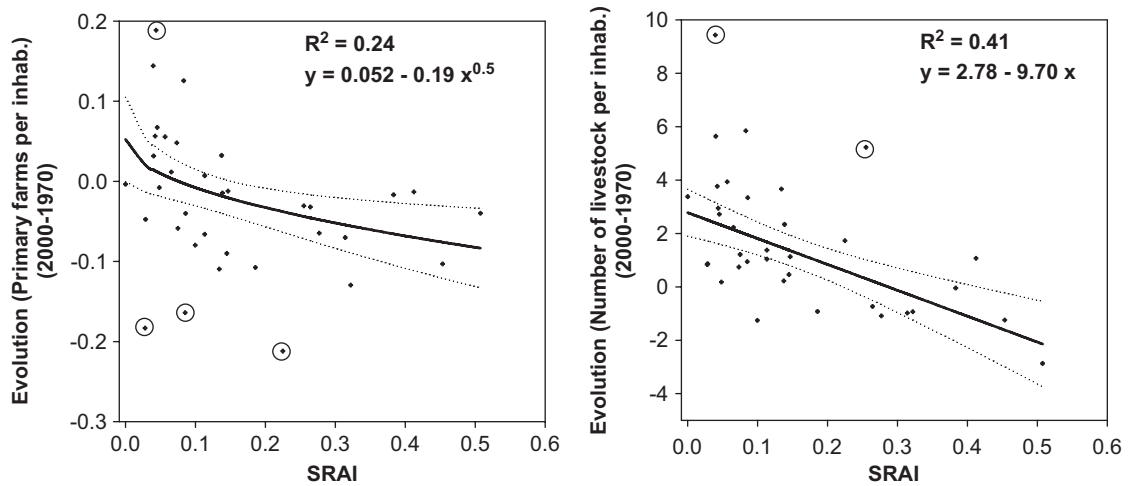 Evolution (Primary farms per inhab.)
(2000-1970)
0.2
0.1
0.0
-0.1
-0.2
-0.3
R² = 0.24
y = 0.052 - 0.19 x^0.5
0.0 0.1 0.2 0.3 0.4 0.5 0.6
SRAI
Evolution (Number of livestock per inhab.)
(2000-1970)
10
8
6
4
2
0
-2
-4
R² = 0.41
y = 2.78 - 9.70 x
0.0 0.1 0.2 0.3 0.4 0.5 0.6
SRAI